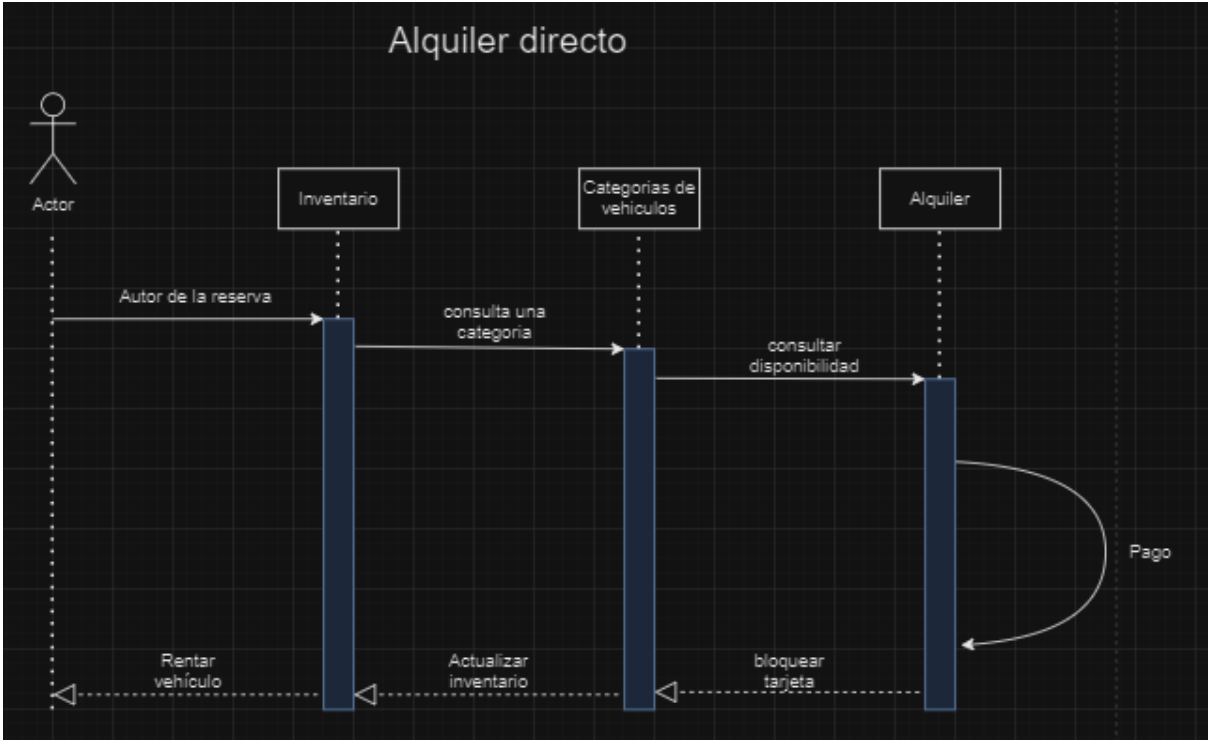 Alquiler directo
Actor
Inventario
Categorias de
vehiculos
Alquiler
Autor de la reserva
consulta una
categoria
consultar
disponibilidad
Pago
Rentar
vehículo
Actualizar
inventario
bloquear
tarjeta